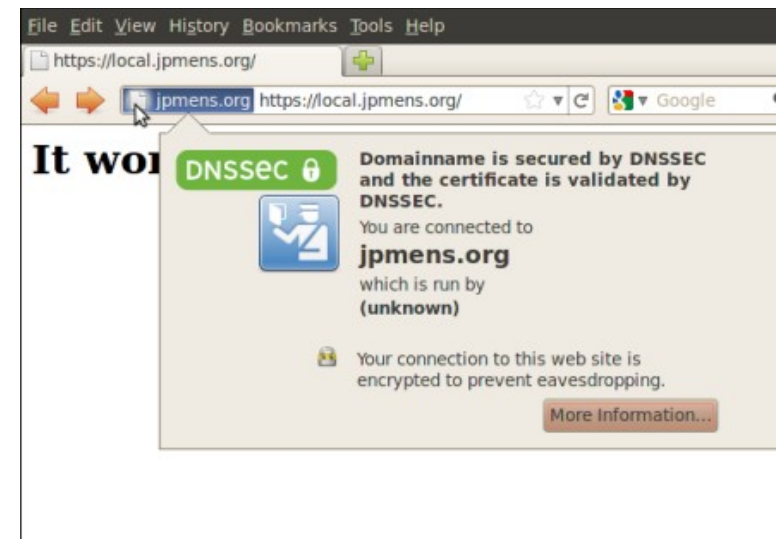 File Edit View History Bookmarks Tools Help
https://local.jpmens.org/
jpmens.org https://local.jpmens.org/ Google
It wor
DNSSEC
Domainname is secured by DNSSEC
and the certificate is validated by
DNSSEC.
You are connected to
jpmens.org
which is run by
(unknown)
Your connection to this web site is
encrypted to prevent eavesdropping.
More Information...